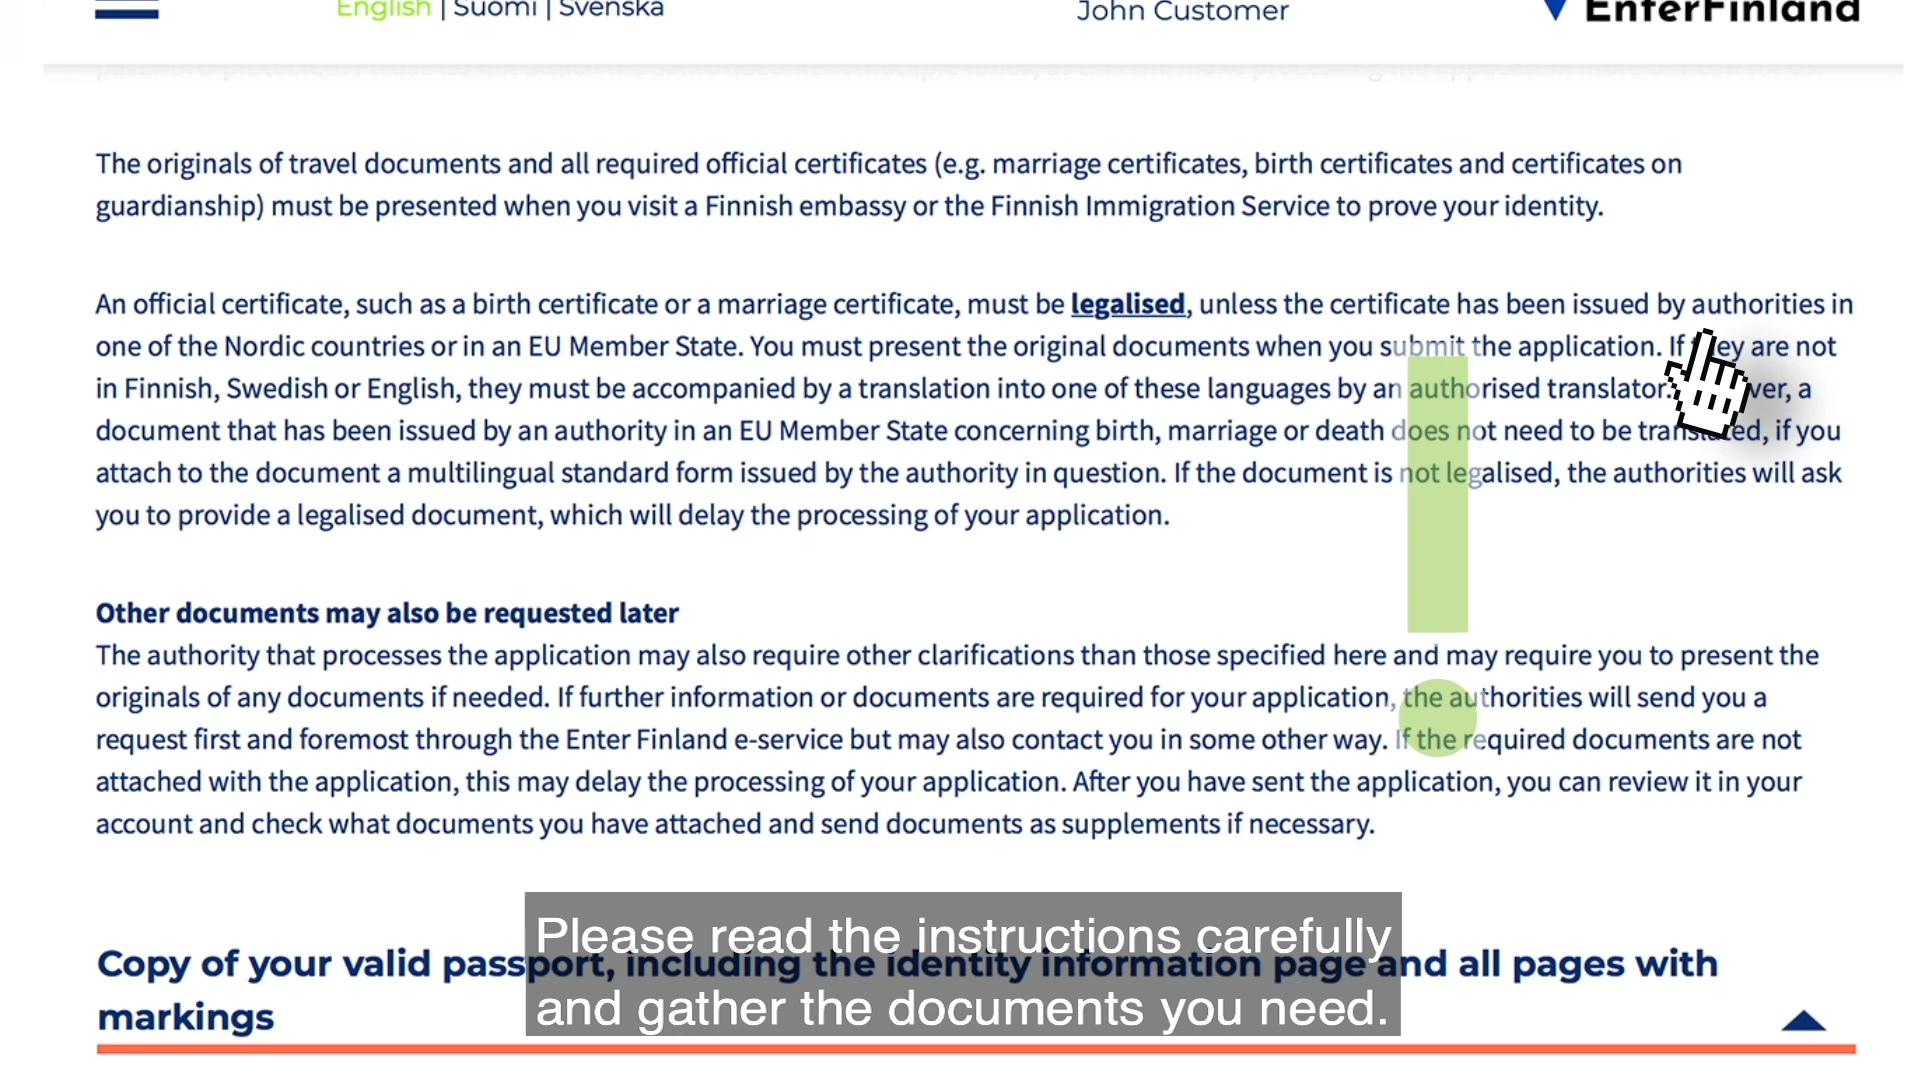 English | Suomi | Svenska
John Customer
EnterFinland
The originals of travel documents and all required official certificates (e.g. marriage certificates, birth certificates and certificates on
guardianship) must be presented when you visit a Finnish embassy or the Finnish Immigration Service to prove your identity.
An official certificate, such as a birth certificate or a marriage certificate, must be legalised, unless the certificate has been issued by authorities in
one of the Nordic countries or in an EU Member State. You must present the original documents when you submit the application. If they are not
in Finnish, Swedish or English, they must be accompanied by a translation into one of these languages by an authorised translator. However, a
document that has been issued by an authority in an EU Member State concerning birth, marriage or death does not need to be translated, if you
attach to the document a multilingual standard form issued by the authority in question. If the document is not legalised, the authorities will ask
you to provide a legalised document, which will delay the processing of your application.
Other documents may also be requested later
The authority that processes the application may also require other clarifications than those specified here and may require you to present the
originals of any documents if needed. If further information or documents are required for your application, the authorities will send you a
request first and foremost through the Enter Finland e-service but may also contact you in some other way. If the required documents are not
attached with the application, this may delay the processing of your application. After you have sent the application, you can review it in your
account and check what documents you have attached and send documents as supplements if necessary.
Copy of your valid passport, including the identity information page and all pages with
markings
Please read the instructions carefully
and gather the documents you need.